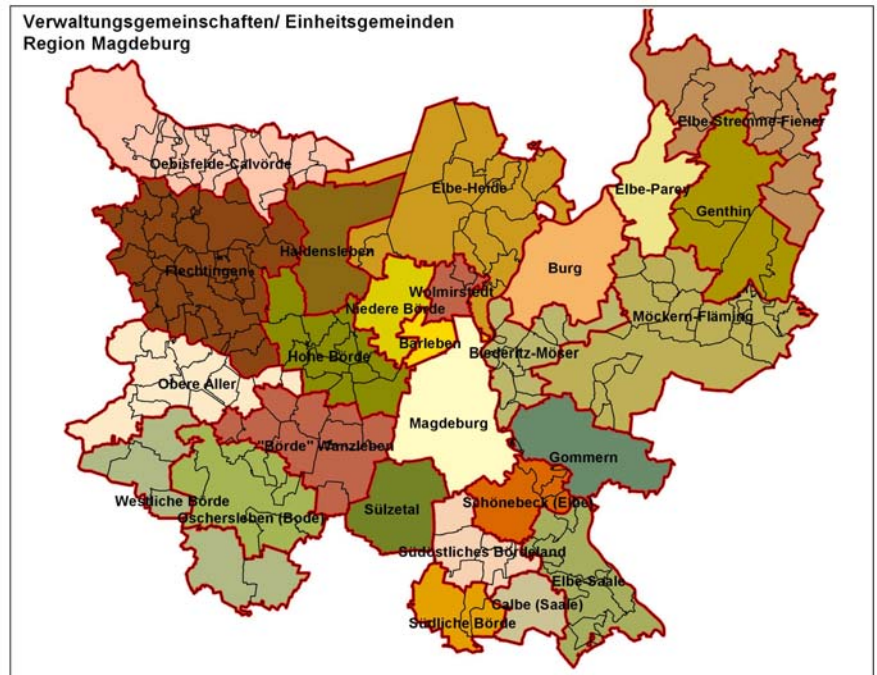 Verwaltungsgemeinschaften/ Einheitsgemeinden
Region Magdeburg
Elbe-Stremme-Fiener
Oebisfelde-Calvörde
Elbe-Heide
Elbe-Parey
Genthin
Haldensleben
Flechtingen
Burg
Wolmirstedt
Niedere Börde
Möckern-Fläming
Barleben
Biederitz-Möser
Hohe Börde
Obere Aller
Magdeburg
"Börde" Wanzleben
Gommern
Westliche Börde
Schönebeck (Elbe)
Sülzetal
Oschersleben (Bode)
Südöstliches Bördeland
Elbe-Saale
Calbe (Saale)
Südliche Börde